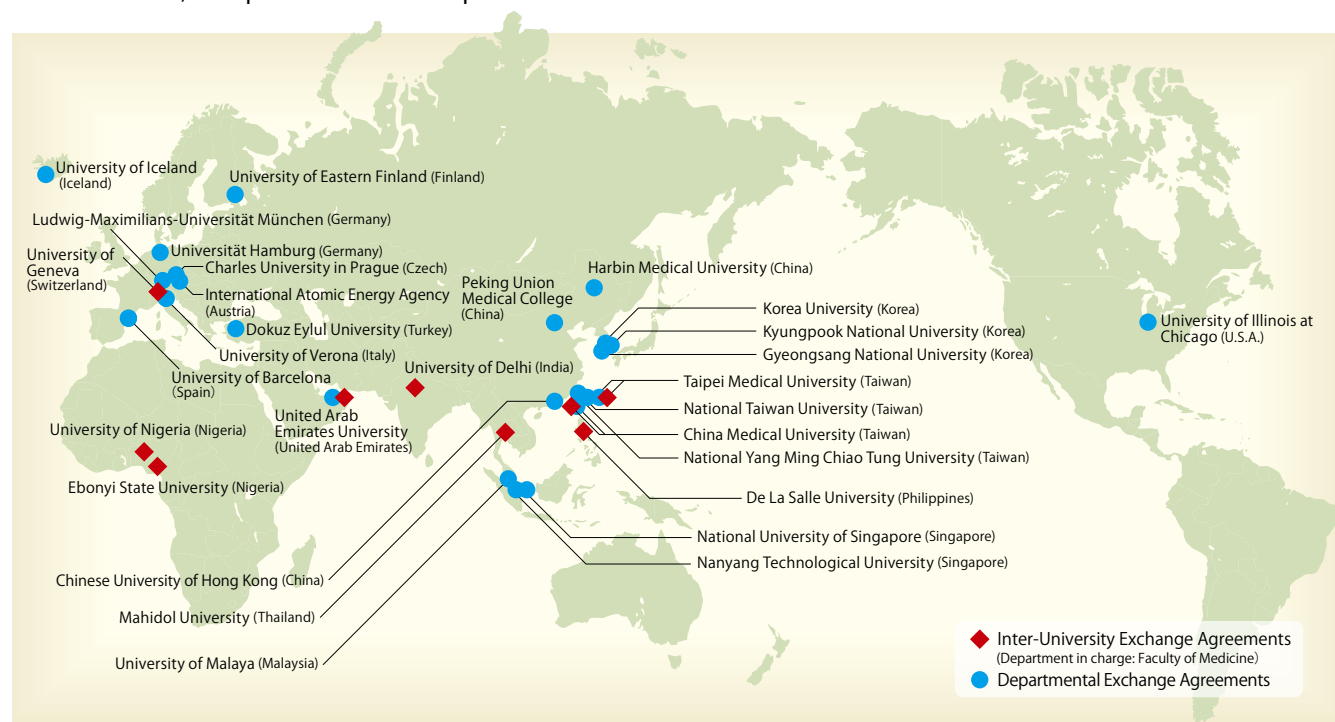 University of Iceland
(Iceland)
University of Eastern Finland (Finland)
Ludwig-Maximilians-Universität München (Germany)
University of
Geneva
(Switzerland)
Universität Hamburg (Germany)
Charles University in Prague (Czech)
International Atomic Energy Agency
(Austria)
Dokuz Eylul University (Turkey)
University of Verona (Italy)
University of Barcelona
(Spain)
University of Delhi (India)
United Arab
Emirates University
(United Arab Emirates)
University of Nigeria (Nigeria)
Ebonyi State University (Nigeria)
Peking Union
Medical College
(China)
Harbin Medical University (China)
Korea University (Korea)
Kyungpook National University (Korea)
Gyeongsang National University (Korea)
University of Illinois at
Chicago (U.S.A.)
Taipei Medical University (Taiwan)
National Taiwan University (Taiwan)
China Medical University (Taiwan)
National Yang Ming Chiao Tung University (Taiwan)
De La Salle University (Philippines)
National University of Singapore (Singapore)
Nanyang Technological University (Singapore)
Chinese University of Hong Kong (China)
Mahidol University (Thailand)
University of Malaya (Malaysia)
Inter-University Exchange Agreements
(Department in charge: Faculty of Medicine)
Departmental Exchange Agreements